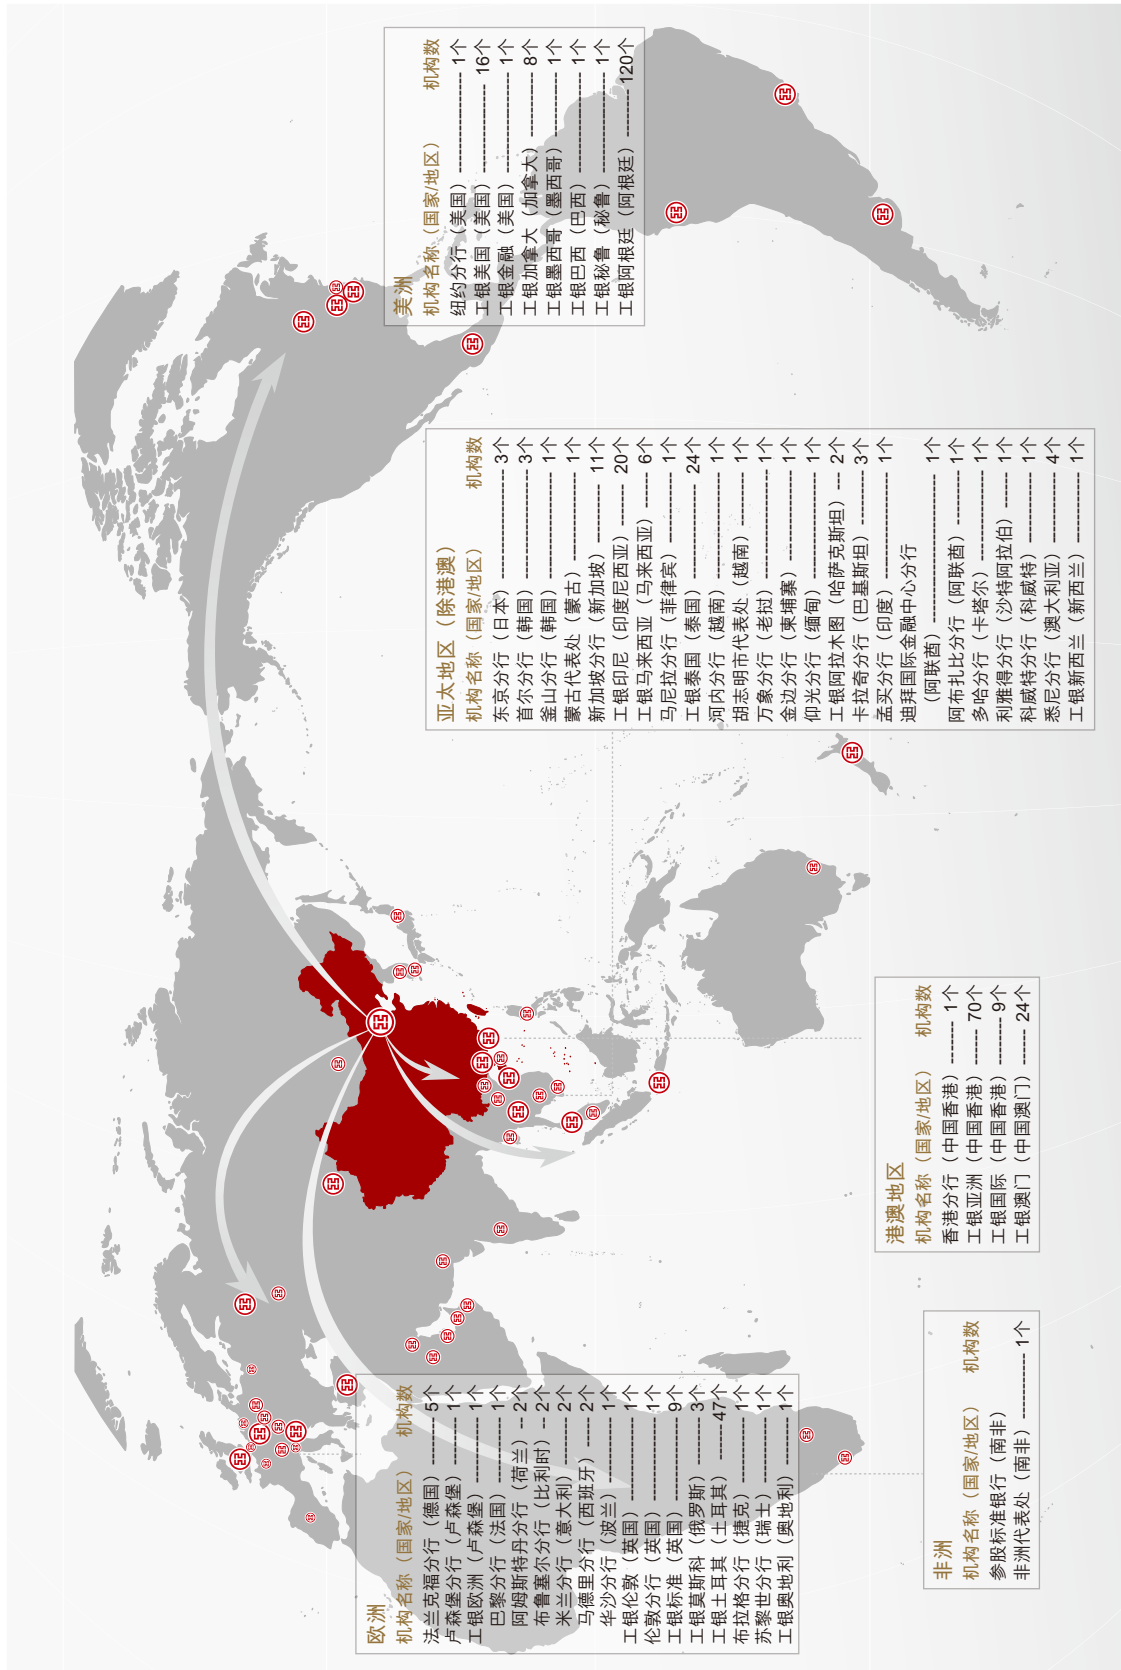 欧洲
机构名称（国家/地区） 机构数
法兰克福分行（德国） 5个
卢森堡分行（卢森堡） 1个
工银欧洲（卢森堡） 1个
巴黎分行（法国） 1个
阿姆斯特丹分行（荷兰） 2个
布鲁塞尔分行（比利时） 2个
米兰分行（意大利） 2个
马德里分行（西班牙） 2个
华沙分行（波兰） 1个
工银伦敦（英国） 1个
伦敦分行（英国） 1个
工银标准（英国） 9个
工银莫斯科（俄罗斯） 3个
工银土耳其（土耳其） 47个
布拉格分行（捷克） 1个
苏黎世分行（瑞士） 1个
工银奥地利（奥地利） 1个
非洲
机构名称（国家/地区） 机构数
参股标准银行（南非）
非洲代表处（南非） 1个
港澳地区
机构名称（国家/地区） 机构数
香港分行（中国香港） 1个
工银亚洲（中国香港） 70个
工银国际（中国香港） 9个
工银澳门（中国澳门） 24个
亚太地区（除港澳）
机构名称（国家/地区） 机构数
东京分行（日本） 3个
首尔分行（韩国） 3个
釜山分行（韩国） 1个
蒙古代表处（蒙古） 1个
新加坡分行（新加坡） 11个
工银印尼（印度尼西亚） 20个
工银马来西亚（马来西亚） 6个
马尼拉分行（菲律宾） 1个
工银泰国（泰国） 24个
河内分行（越南） 1个
胡志明市代表处（越南） 1个
万象分行（老挝） 1个
金边分行（柬埔寨） 1个
仰光分行（缅甸） 1个
工银阿拉木图（哈萨克斯坦） 2个
卡拉奇分行（巴基斯坦） 3个
孟买分行（印度） 1个
迪拜国际金融中心分行
（阿联酋） 1个
阿布扎比分行（阿联酋） 1个
多哈分行（卡塔尔） 1个
利雅得分行（沙特阿拉伯） 1个
科威特分行（科威特） 1个
悉尼分行（澳大利亚） 4个
工银新西兰（新西兰） 1个
美洲
机构名称（国家/地区） 机构数
纽约分行（美国） 1个
工银美国（美国） 16个
工银金融（美国） 1个
工银加拿大（加拿大） 8个
工银墨西哥（墨西哥） 1个
工银巴西（巴西） 1个
工银秘鲁（秘鲁） 1个
工银阿根廷（阿根廷） 120个